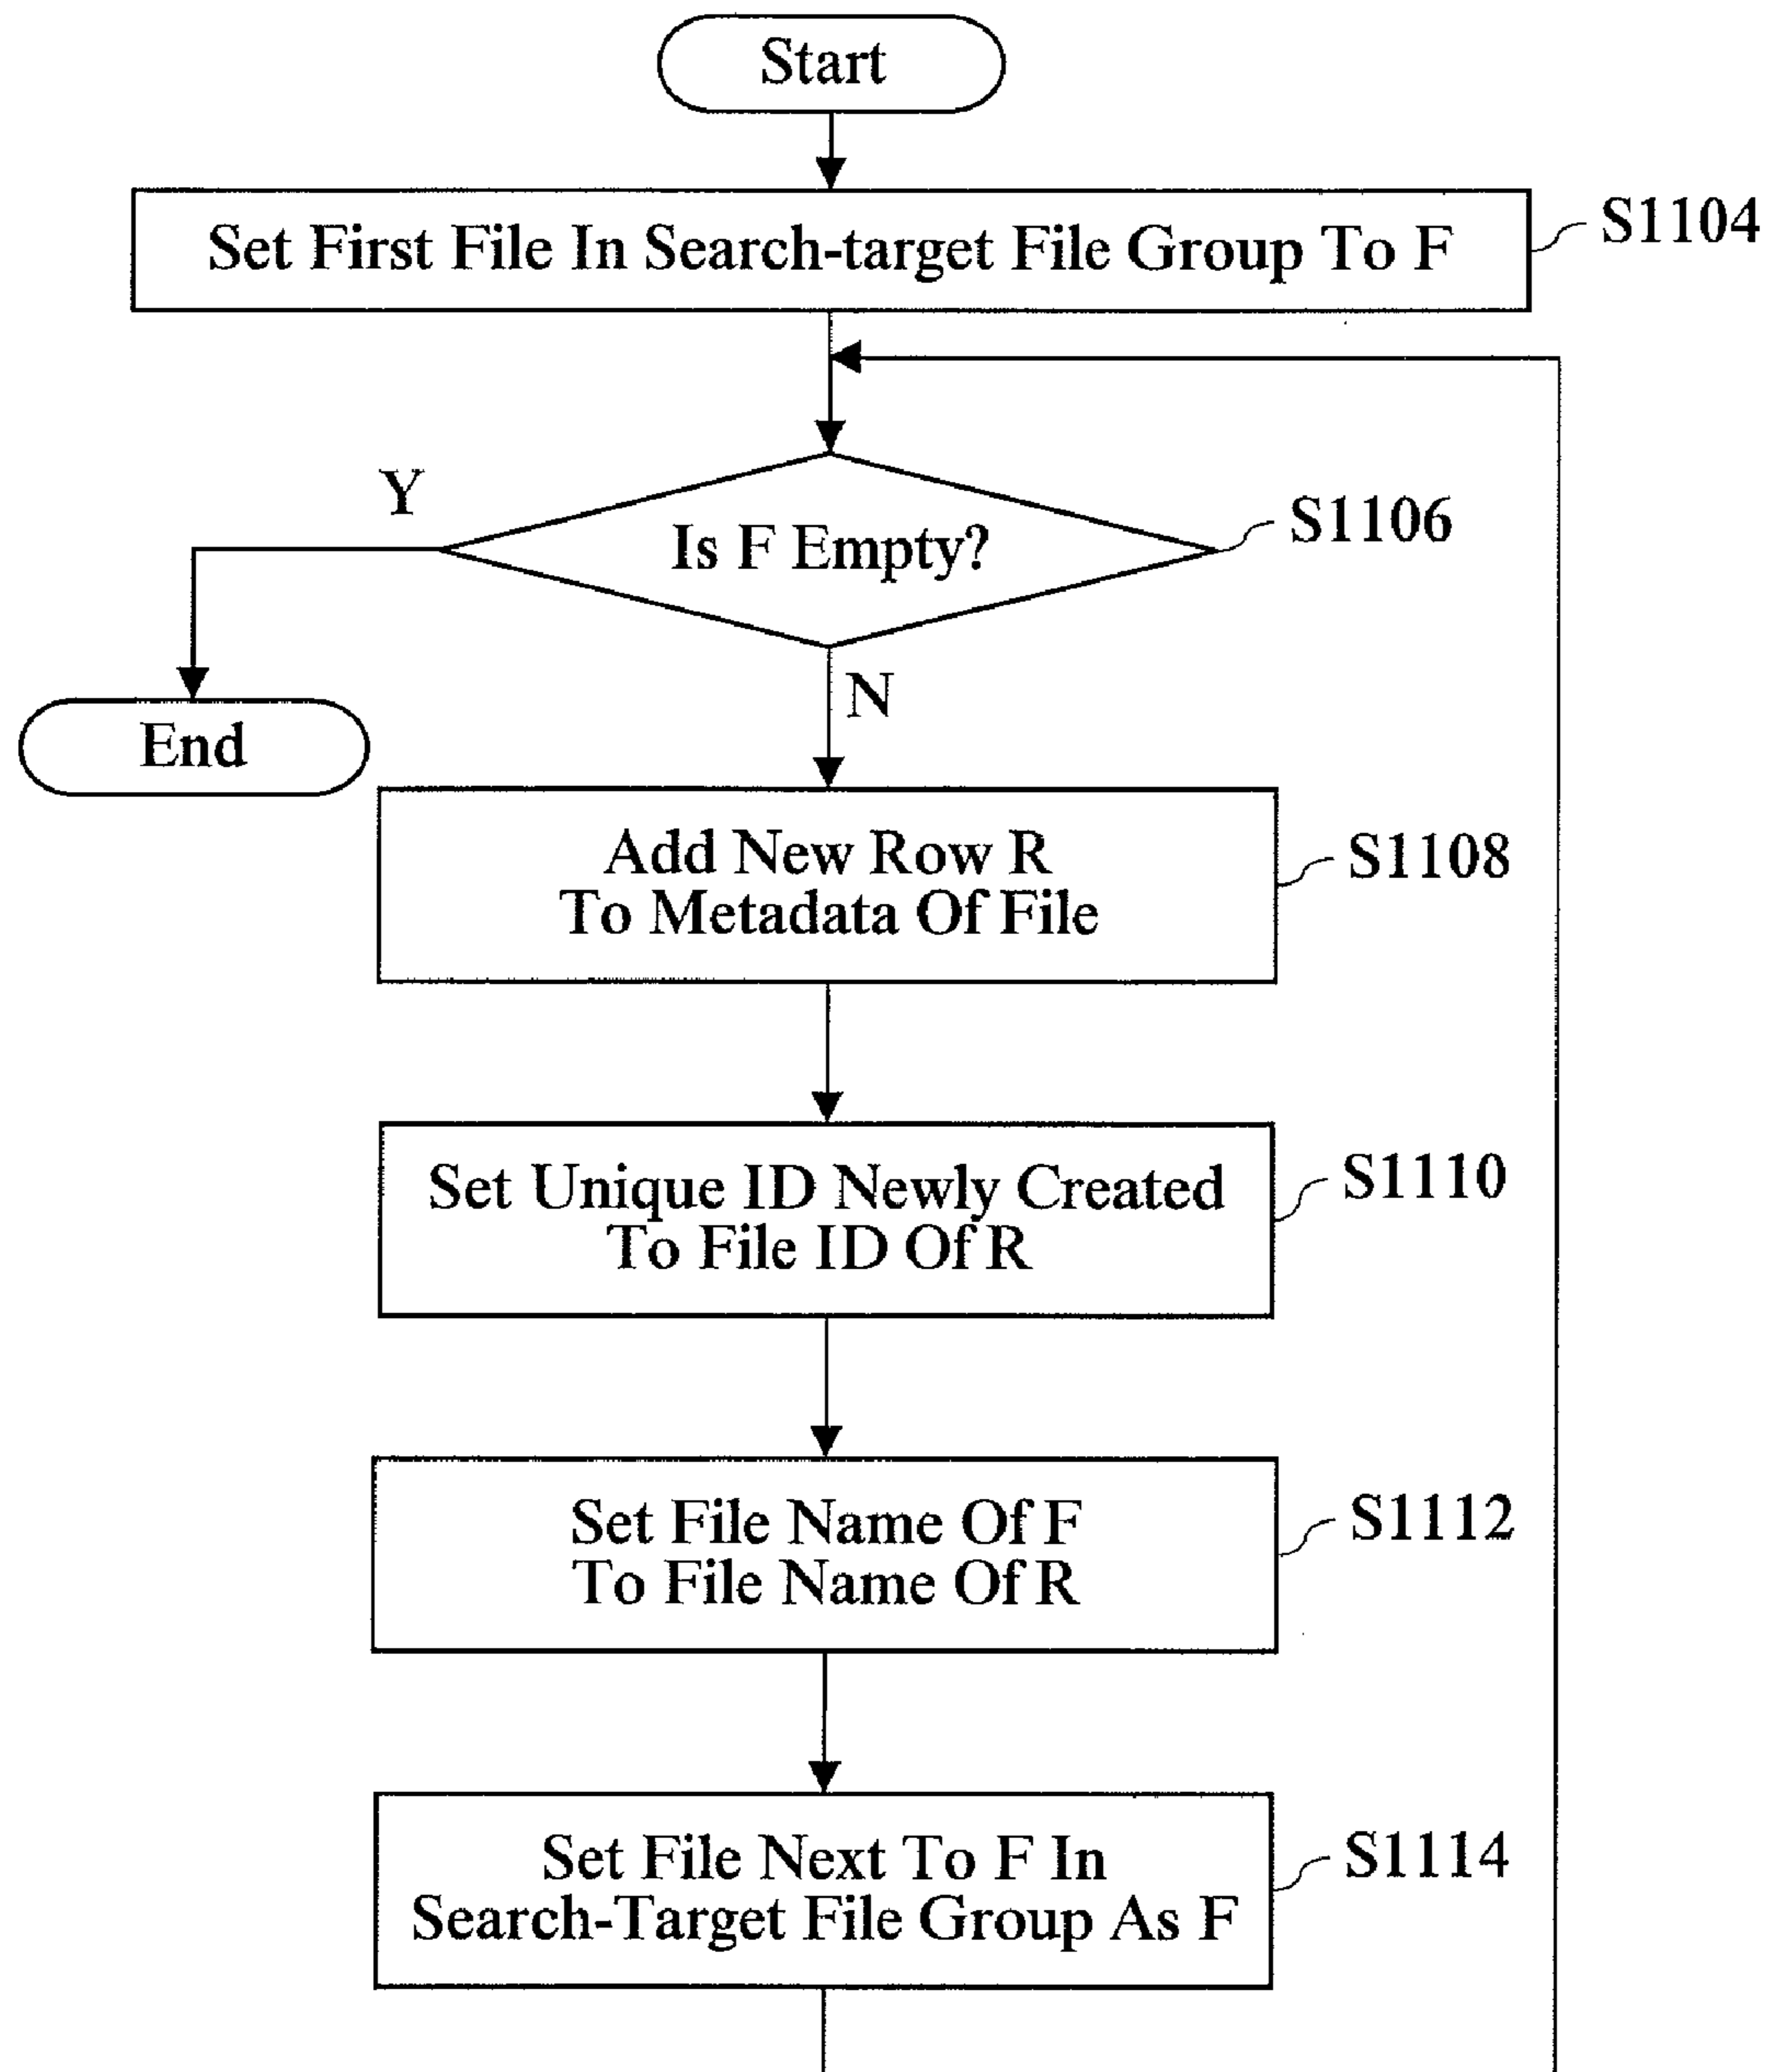 Start
Set First File In Search-target File Group To F
S1104
Y
Is F Empty?
S1106
N
End
Add New Row R
To Metadata Of File
S1108
Set Unique ID Newly Created
To File ID Of R
S1110
Set File Name Of F
To File Name Of R
S1112
Set File Next To F In
Search-Target File Group As F
S1114